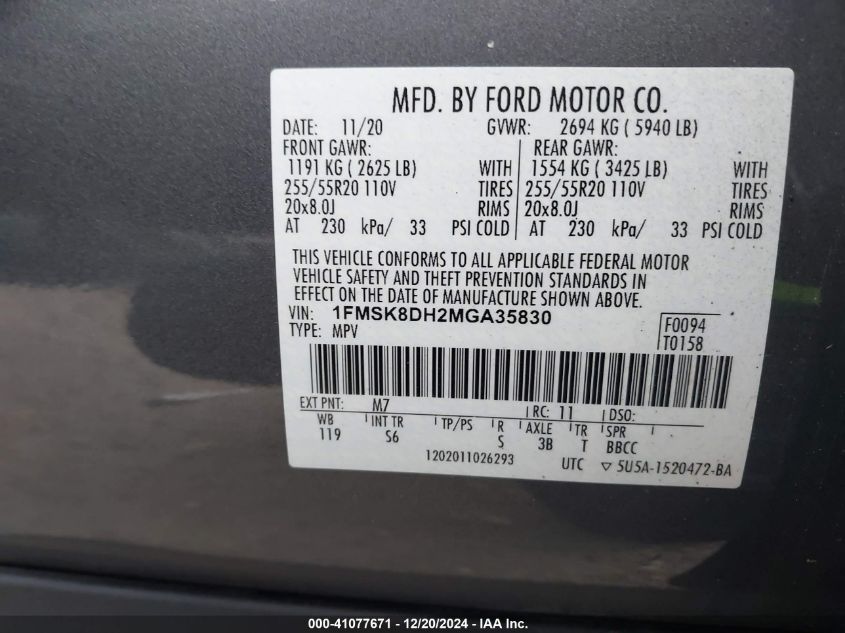 MFD. BY FORD MOTOR CO.
DATE: 11/20 GVWR: 2694 KG ( 5940 LB)
FRONT GAWR: REAR GAWR:
1191 KG ( 2625 LB) WITH 1554 KG ( 3425 LB) WITH
255/55R20 110V TIRES 255/55R20 110V TIRES
20x8.0J RIMS 20x8.0J RIMS
AT 230 kPa/ 33 PSI COLD AT 230 kPa/ 33 PSI COLD
THIS VEHICLE CONFORMS TO ALL APPLICABLE FEDERAL MOTOR
VEHICLE SAFETY AND THEFT PREVENTION STANDARDS IN
EFFECT ON THE DATE OF MANUFACTURE SHOWN ABOVE.
VIN: 1FMSK8DH2MGA35830
TYPE: MPV
F0094
T0158
EXT PNT: M7 RC: 11 DSO:
WB INT TR TP/PS R AXLE TR SPR
119 S6 S 3B T BBCC
1202011026293 UTC ▽ 5U5A-1520472-BA
000-41077671 - 12/20/2024 - IAA Inc.